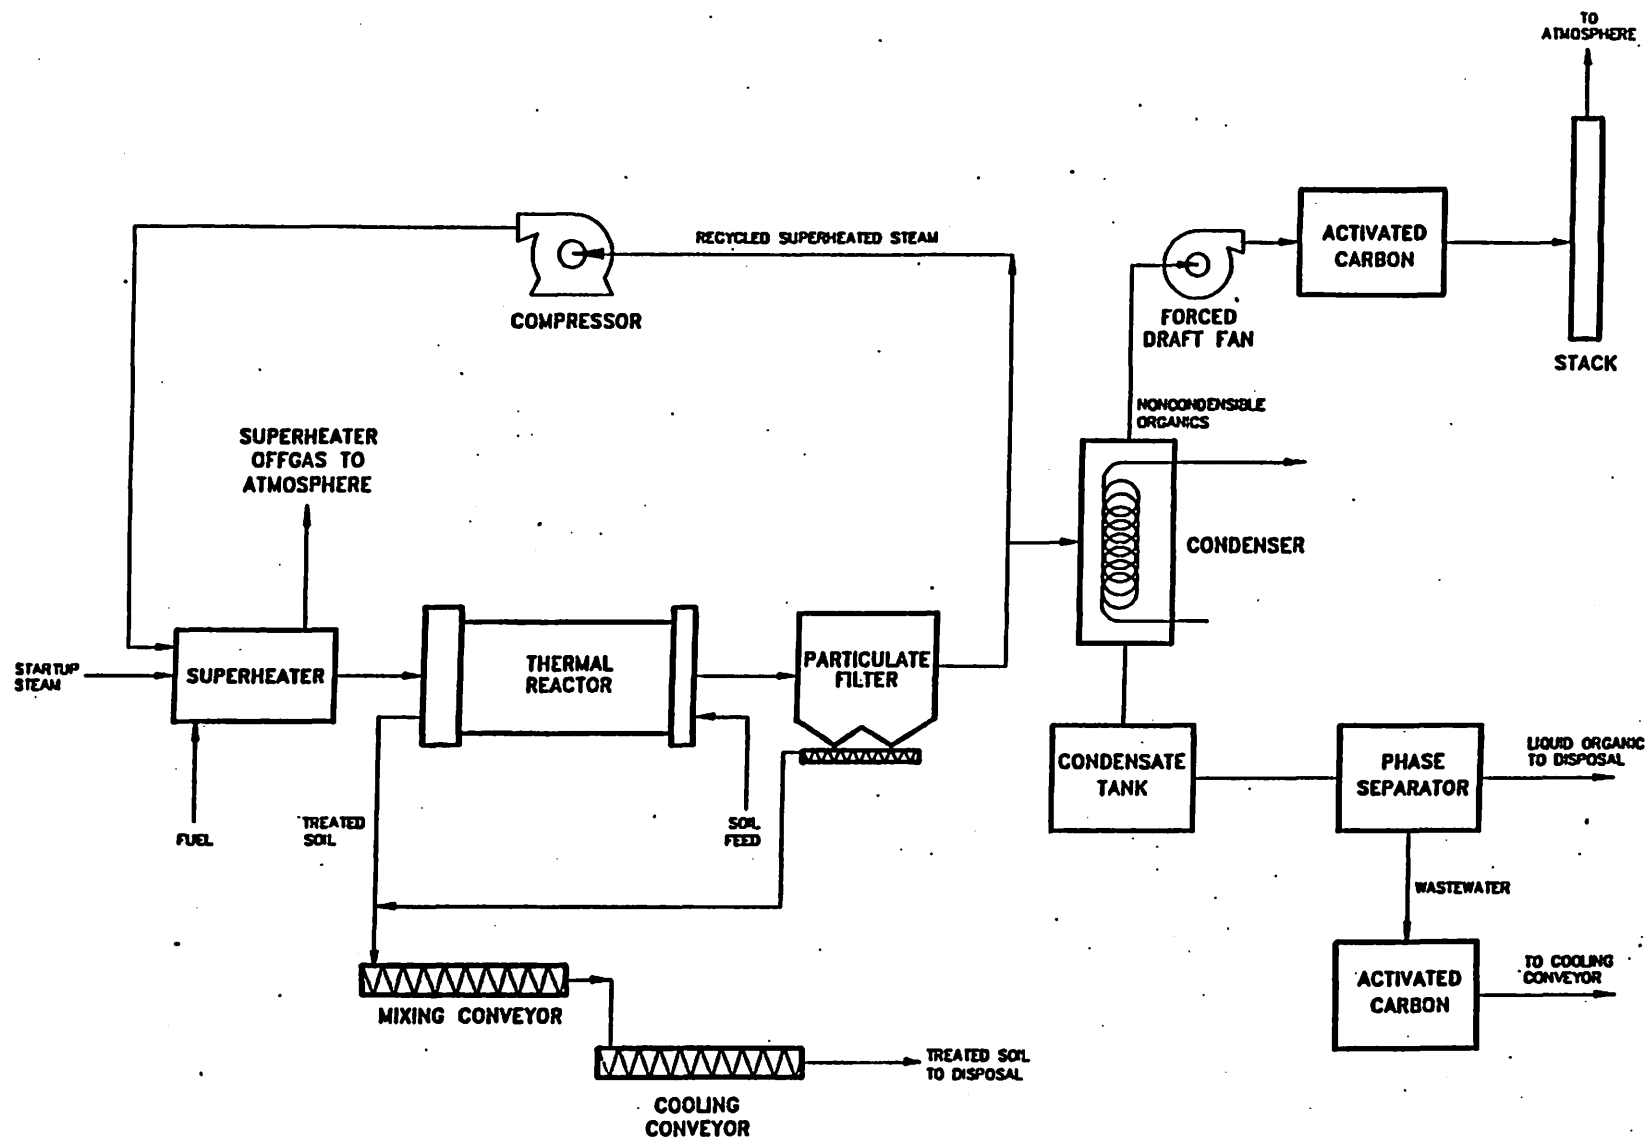 TO
ATMOSPHERE
ACTIVATED
CARBON
RECYCLED SUPERHEATED STEAM
COMPRESSOR
FORCED
DRAFT FAN
STACK
NONCONDENSIBLE
ORGANICS
SUPERHEATER
OFFGAS TO
ATMOSPHERE
CONDENSER
STARTUP
STEAM
SUPERHEATER
THERMAL
REACTOR
PARTICULATE
FILTER
FUEL
TREATED
SOIL
SOIL
FEED
CONDENSATE
TANK
PHASE
SEPARATOR
LIQUID ORGANIC
TO DISPOSAL
WASTEWATER
ACTIVATED
CARBON
TO COOLING
CONVEYOR
MIXING CONVEYOR
TREATED SOIL
TO DISPOSAL
COOLING
CONVEYOR